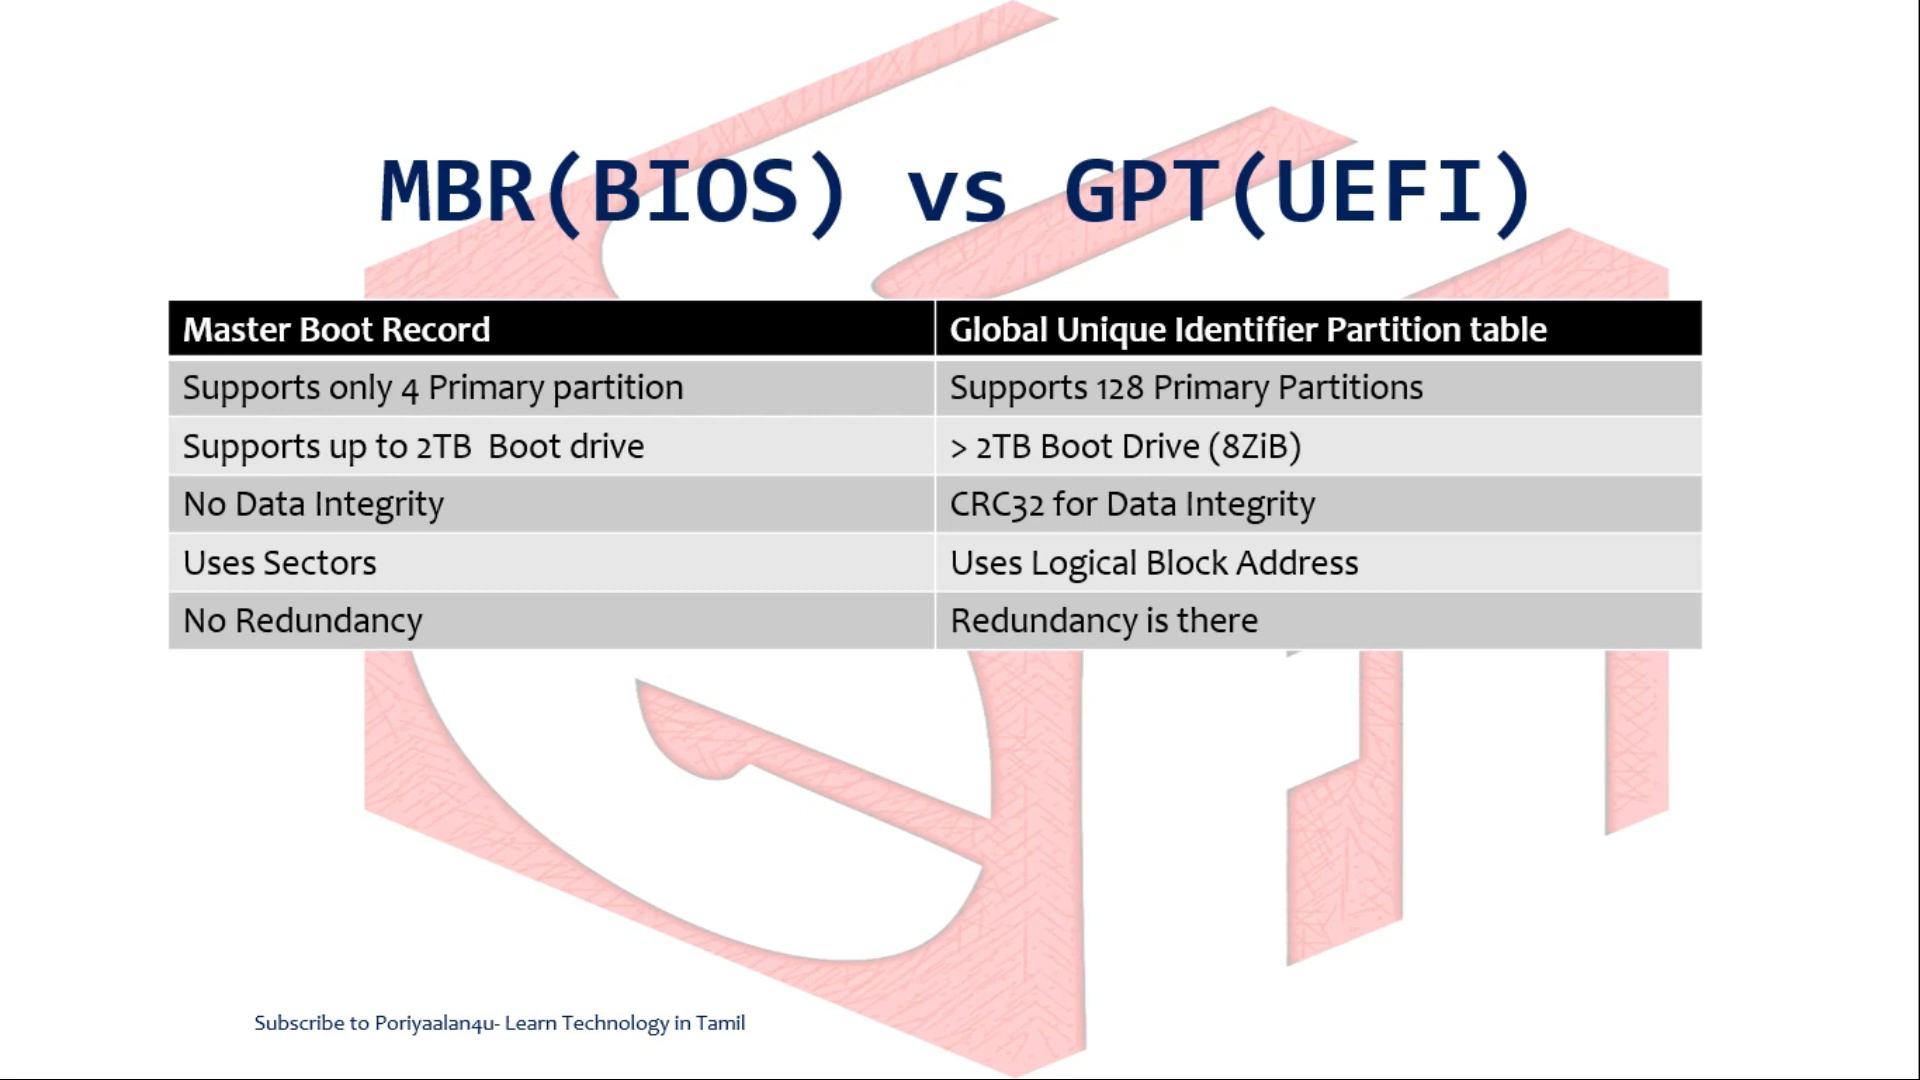 MBR(BIOS) vs GPT(UEFI)
Master Boot Record
Global Unique Identifier Partition table
Supports only 4 Primary partition
Supports 128 Primary Partitions
Supports up to 2TB  Boot drive
> 2TB Boot Drive (8ZiB)
No Data Integrity
CRC32 for Data Integrity
Uses Sectors
Uses Logical Block Address
No Redundancy
Redundancy is there
Subscribe to Poriyaalan4u- Learn Technology in Tamil